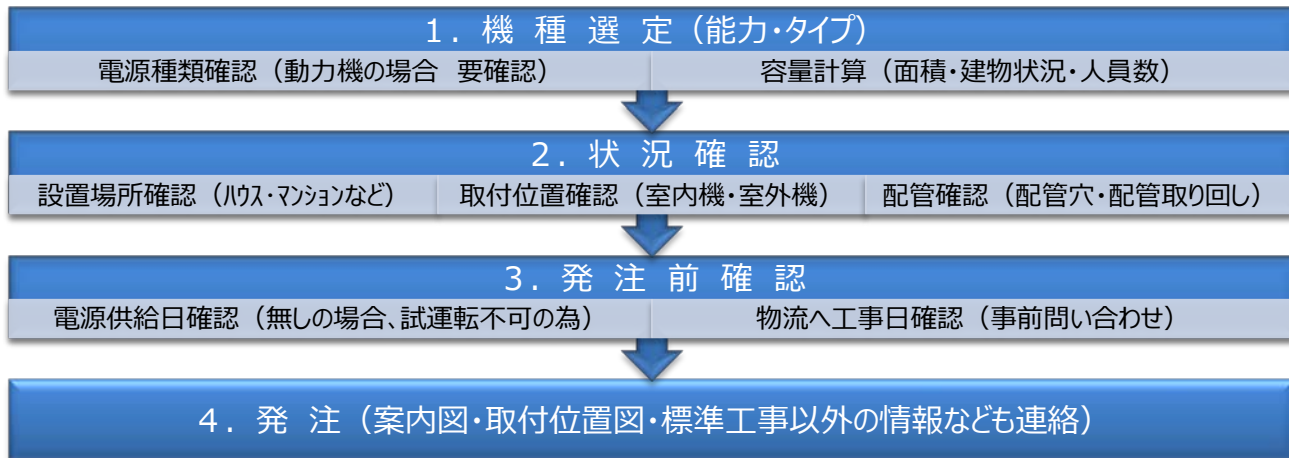 1. 機 種 選 定（能力・タイプ）
電源種類確認（動力機の場合 要確認）
容量計算（面積・建物状況・人員数）
2. 状 況 確 認
設置場所確認（ﾊｳｽ・ﾏﾝｼｮﾝなど）
取付位置確認（室内機・室外機）
配管確認（配管穴・配管取り回し）
3. 発 注 前 確 認
電源供給日確認（無しの場合、試運転不可の為）
物流へ工事日確認（事前問い合わせ）
4. 発 注（案内図・取付位置図・標準工事以外の情報なども連絡）